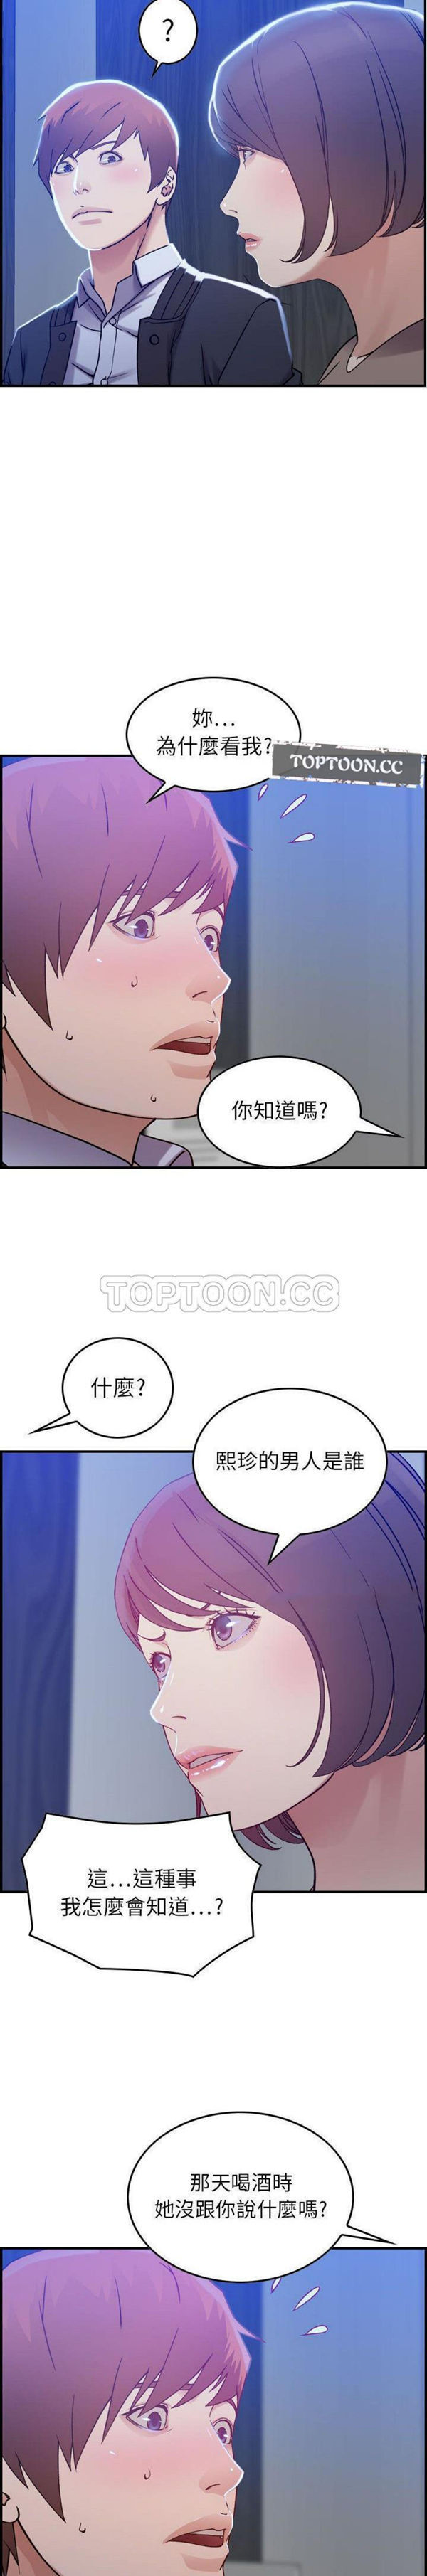 ?
妳...
為什麼看我?
TOPTOON.CC
你知道嗎?
TOPTOON.CC
什麼?
熙珍的男人是誰
這...這種事
我怎麼會知道...?
那天喝酒時
她沒跟你說什麼嗎?